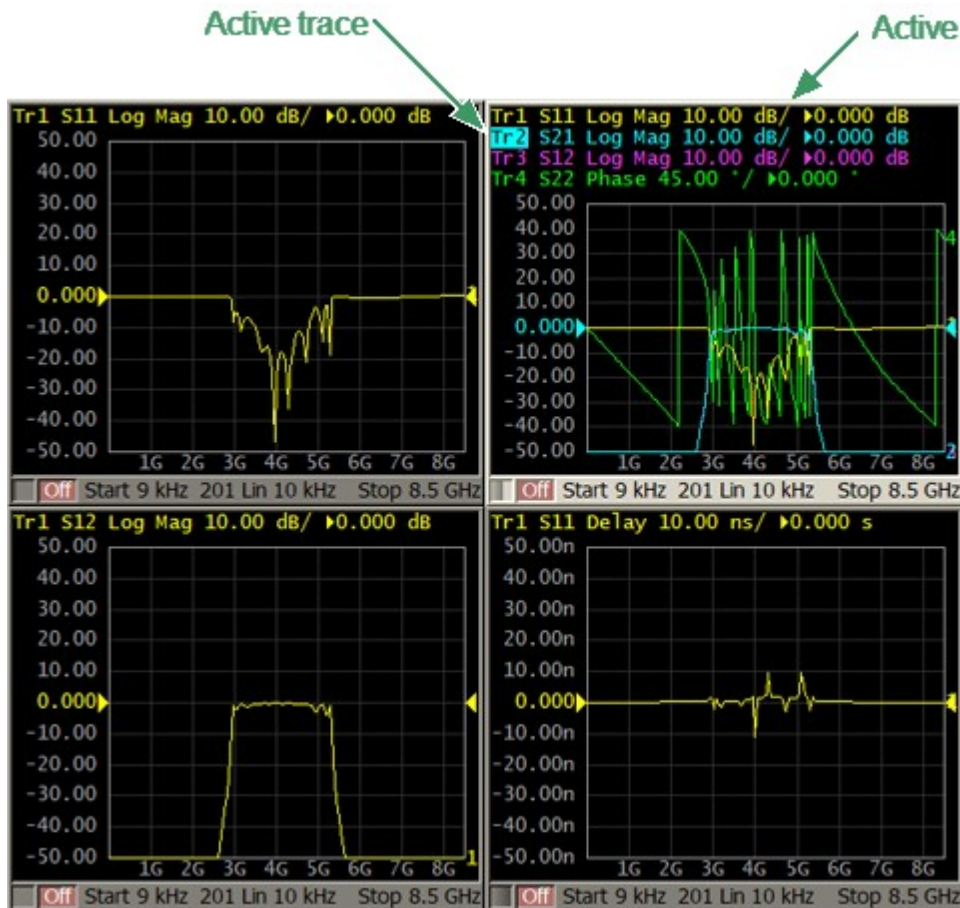 Active trace
Active
Tr1 S11 Log Mag 10.00 dB/ ▶0.000 dB
50.00
40.00
30.00
20.00
10.00
0.000
-10.00
-20.00
-30.00
-40.00
-50.00
1G 2G 3G 4G 5G 6G 7G 8G
Off Start 9 kHz 201 Lin 10 kHz Stop 8.5 GHz
Tr1 S11 Log Mag 10.00 dB/ ▶0.000 dB
Tr2 S21 Log Mag 10.00 dB/ ▶0.000 dB
Tr3 S12 Log Mag 10.00 dB/ ▶0.000 dB
Tr4 S22 Phase 45.00 °/ ▶0.000 °
50.00
40.00
30.00
20.00
10.00
0.000
-10.00
-20.00
-30.00
-40.00
-50.00
4
2
1G 2G 3G 4G 5G 6G 7G 8G
Off Start 9 kHz 201 Lin 10 kHz Stop 8.5 GHz
Tr1 S12 Log Mag 10.00 dB/ ▶0.000 dB
50.00
40.00
30.00
20.00
10.00
0.000
-10.00
-20.00
-30.00
-40.00
-50.00
1
1G 2G 3G 4G 5G 6G 7G 8G
Off Start 9 kHz 201 Lin 10 kHz Stop 8.5 GHz
Tr1 S11 Delay 10.00 ns/ ▶0.000 s
50.00n
40.00n
30.00n
20.00n
10.00n
0.000
-10.00n
-20.00n
-30.00n
-40.00n
-50.00n
1G 2G 3G 4G 5G 6G 7G 8G
Off Start 9 kHz 201 Lin 10 kHz Stop 8.5 GHz